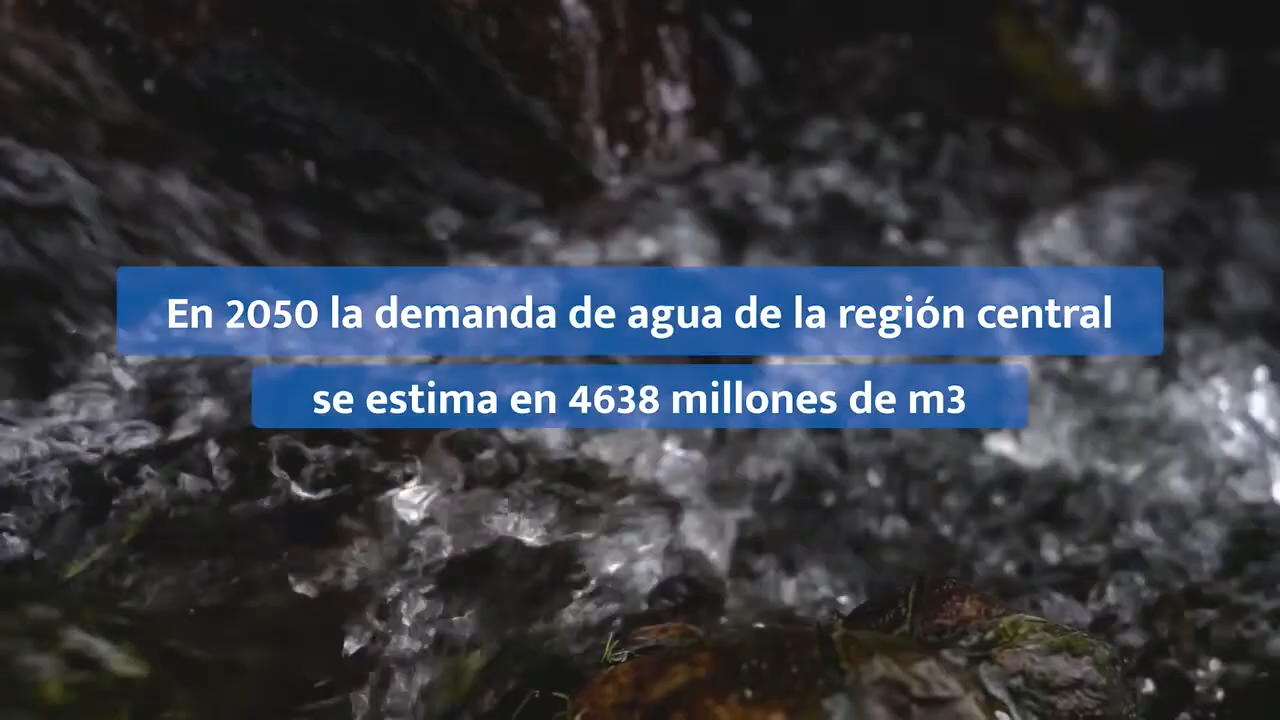 En 2050 la demanda de agua de la región central
se estima en 4638 millones de m3